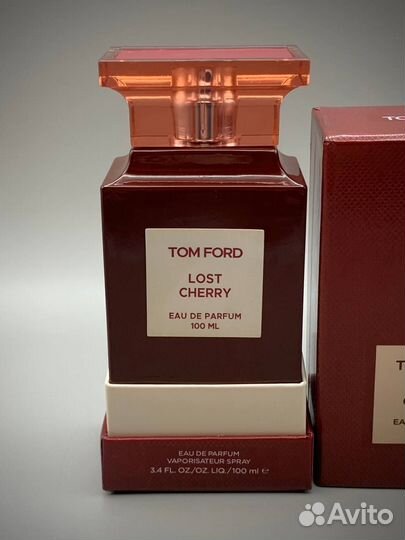 TOM FORD
LOST
CHERRY
EAU DE PARFUM
100 ML
EAU DE PARFUM
VAPORISATEUR SPRAY
3.4 FL. OZ./OZ. LIQ./100 ml ℮
TO
T
EA
Avito